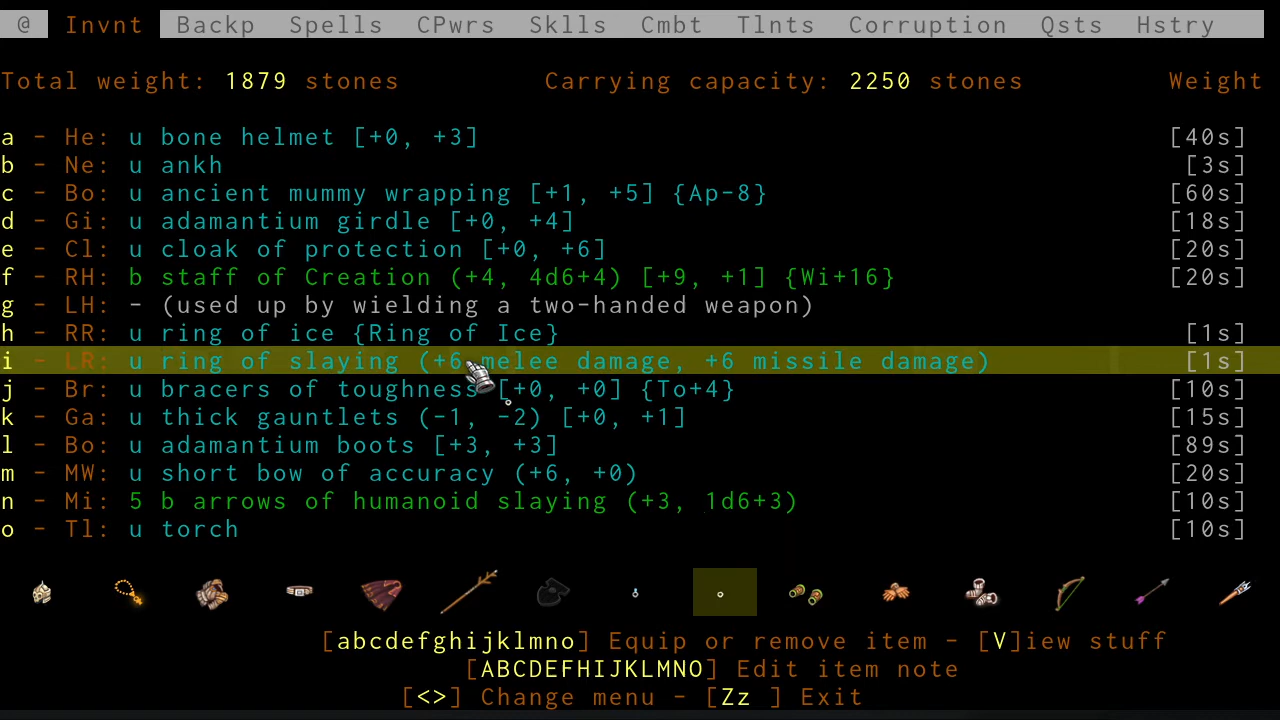 @ Invnt Backp Spells CPwrs Sklls Cmbt Tlnts Corruption Qsts Hstry
Total weight: 1879 stones Carrying capacity: 2250 stones Weight
a - He: u bone helmet [+0, +3] [40s]
b - Ne: u ankh [3s]
c - Bo: u ancient mummy wrapping [+1, +5] {Ap-8} [60s]
d - Gi: u adamantium girdle [+0, +4] [18s]
e - Cl: u cloak of protection [+0, +6] [20s]
f - RH: b staff of Creation (+4, 4d6+4) [+9, +1] {Wi+16} [20s]
g - LH: - (used up by wielding a two-handed weapon)
h - RR: u ring of ice {Ring of Ice} [1s]
i - LR: u ring of slaying (+6 melee damage, +6 missile damage) [1s]
j - Br: u bracers of toughness [+0, +0] {To+4} [10s]
k - Ga: u thick gauntlets (-1, -2) [+0, +1] [15s]
l - Bo: u adamantium boots [+3, +3] [89s]
m - MW: u short bow of accuracy (+6, +0) [20s]
n - Mi: 5 b arrows of humanoid slaying (+3, 1d6+3) [10s]
o - Tl: u torch [10s]
[abcdefghijklmno] Equip or remove item - [V]iew stuff
[ABCDEFHIJKLMNO] Edit item note
[<>] Change menu - [Zz ] Exit